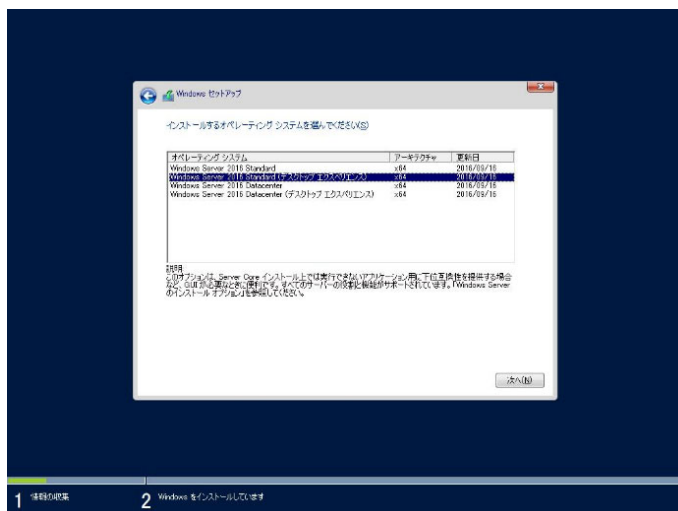 Windows セットアップ
インストールするオペレーティング システムを選んでください(S)
オペレーティング システム アーキテクチャ 更新日
Windows Server 2016 Standard x64 2016/09/16
Windows Server 2016 Standard (デスクトップ エクスペリエンス) x64 2016/09/16
Windows Server 2016 Datacenter x64 2016/09/16
Windows Server 2016 Datacenter (デスクトップ エクスペリエンス) x64 2016/09/16
説明:
このオプションは、Server Core インストール上では実行できないアプリケーション用に下位互換性を提供する場合
など、GUI が必要なときに便利です。すべてのサーバーの役割と機能がサポートされています。「Windows Server
のインストール オプション」を参照してください。
次へ(N)
1 情報の収集
2 Windows をインストールしています